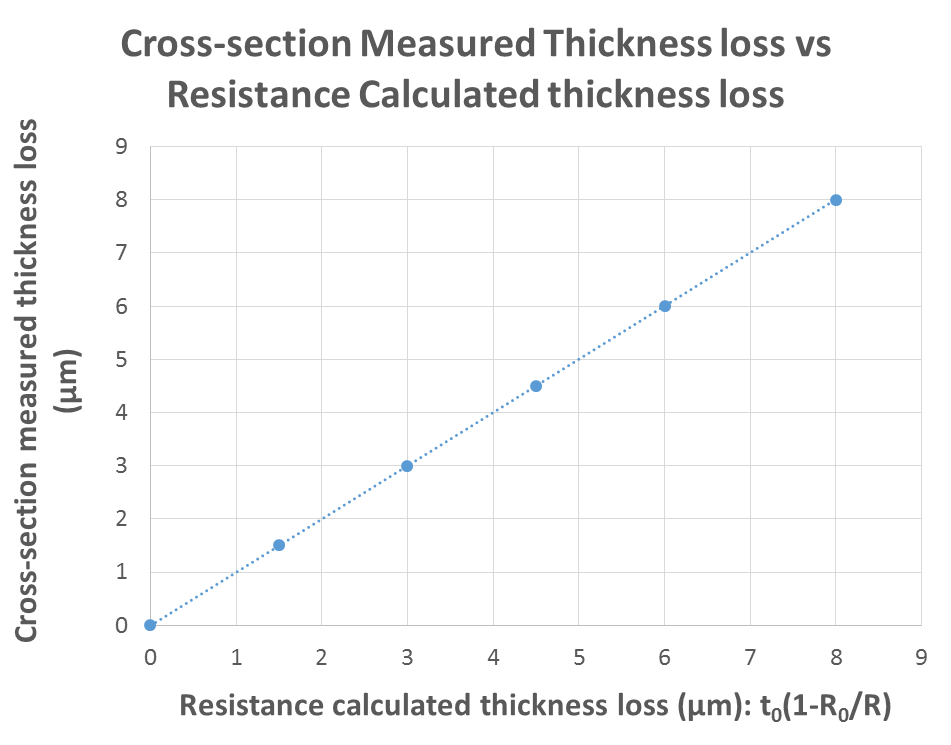 Cross-section Measured Thickness loss vs
Resistance Calculated thickness loss
Cross-section measured thickness loss
(µm)
9
8
7
6
5
4
3
2
1
0
0 1 2 3 4 5 6 7 8 9
Resistance calculated thickness loss (µm): t₀(1-R₀/R)